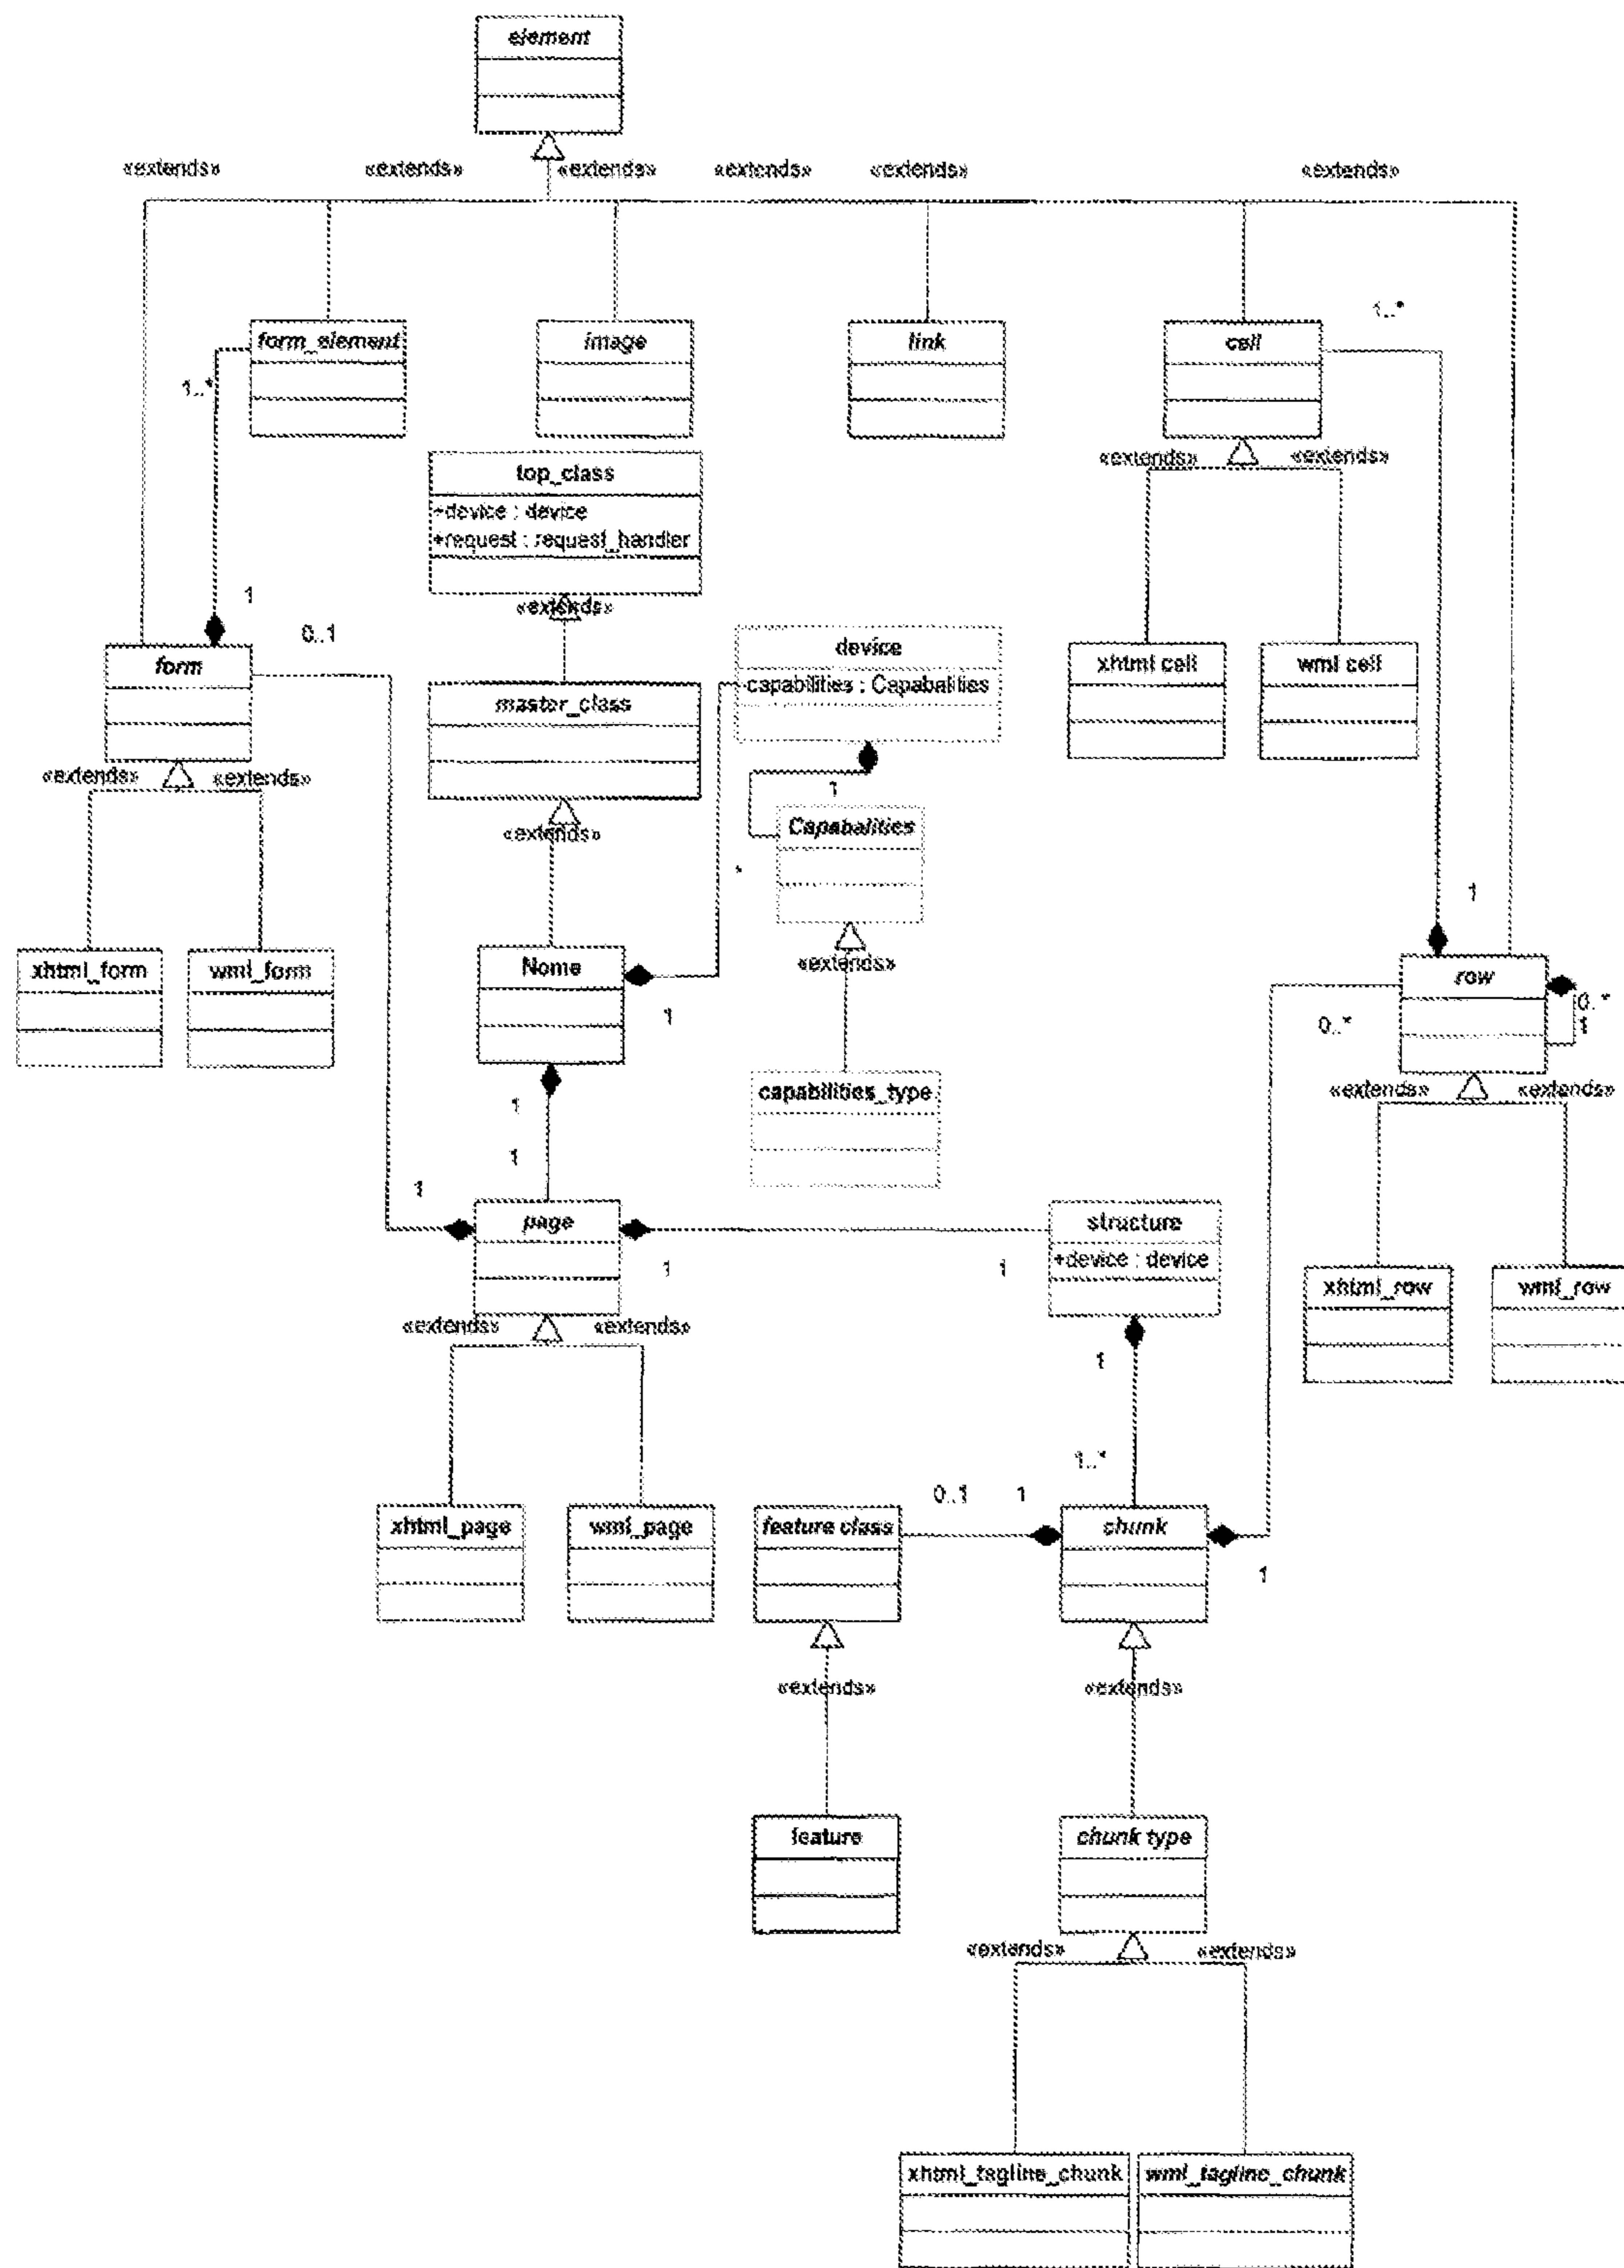 element
«extends» «extends» «extends» «extends» «extends» «extends»
1..*
form_element image link cell
1..*
top_class
+device : device
+request : request_handler
«extends» «extends»
«extends»
1
0..1
form
device
capabilities : Capabalities
xhtml cell wml cell
master_class
«extends» «extends»
1
Capabalities
«extends»
*
1
xhtml_form wml_form Nome
«extends»
row
0..*
1
1
0..*
capabilities_type
«extends» «extends»
1
1
1
page structure
+device : device
1 1
xhtml_row wml_row
«extends» «extends»
1
1..*
0..1 1
xhtml_page wml_page feature class chunk
1
«extends» «extends»
feature chunk type
«extends» «extends»
xhtml_tagline_chunk wml_tagline_chunk